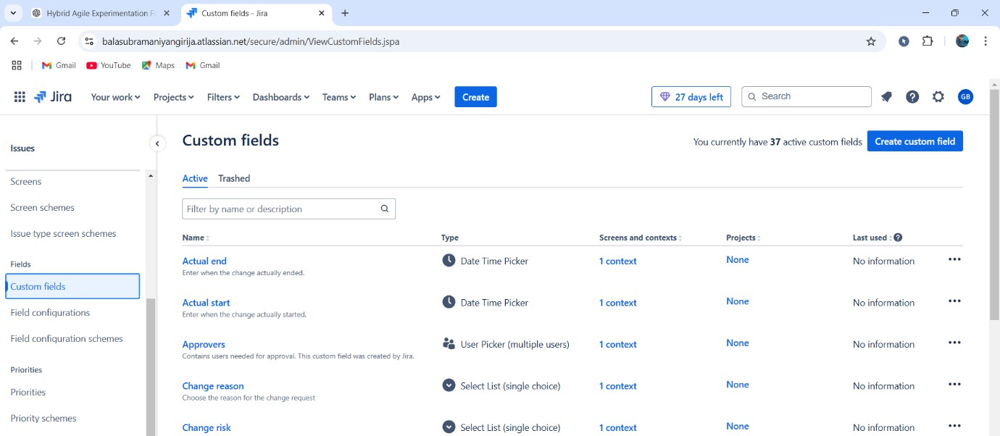 Hybrid Agile Experimentation F
Custom fields - Jira
balasubramaniyangirija.atlassian.net/secure/admin/ViewCustomFields.jspa
Gmail YouTube Maps Gmail
Jira Your work Projects Filters Dashboards Teams Plans Apps Create 27 days left Search GB
Issues
Screens
Screen schemes
Issue type screen schemes
Fields
Custom fields
Field configurations
Field configuration schemes
Priorities
Priorities
Priority schemes
Custom fields
You currently have 37 active custom fields Create custom field
Active Trashed
Filter by name or description
Name Type Screens and contexts Projects Last used
Actual end Date Time Picker 1 context None No information
Enter when the change actually ended.
Actual start Date Time Picker 1 context None No information
Enter when the change actually started.
Approvers User Picker (multiple users) 1 context None No information
Contains users needed for approval. This custom field was created by Jira.
Change reason Select List (single choice) 1 context None No information
Choose the reason for the change request
Change risk Select List (single choice) 1 context None No information